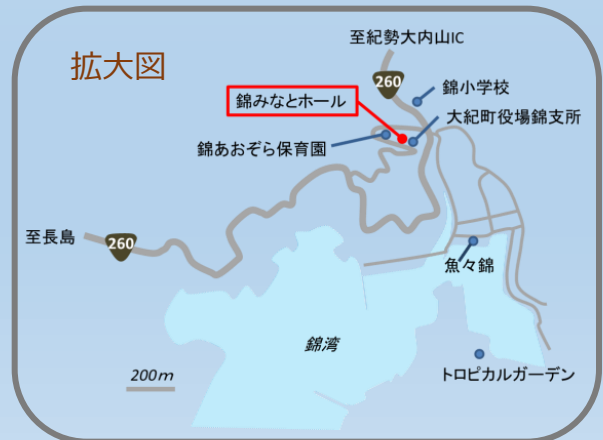 拡大図
至紀勢大内山IC
260
錦小学校
錦みなとホール
大紀町役場錦支所
錦あおぞら保育園
至長島
260
魚々錦
錦湾
200m
トロピカルガーデン